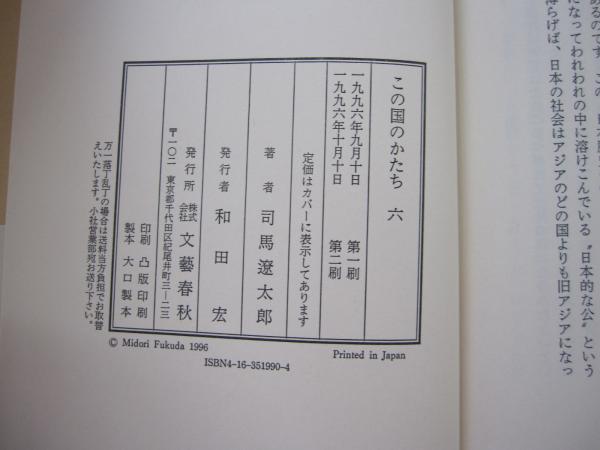 あるのです。この
になってわれわれの中に溶けこんでいる〝日本的な公〟という
薄らげば、日本の社会はアジアのどの国よりも旧アジアになっ
この国のかたち 六
一九九六年九月十日 第一刷
一九九六年十月十日 第二刷
定価はカバーに表示してあります
著者 司馬遼太郎
発行者 和田宏
発行所 株式会社 文藝春秋
〒一〇二 東京都千代田区紀尾井町三—二三
印刷 凸版印刷
製本 大口製本
万一落丁乱丁の場合は送料当方負担でお取替
えいたします。小社営業部宛お送り下さい。
© Midori Fukuda 1996
Printed in Japan
ISBN4-16-351990-4